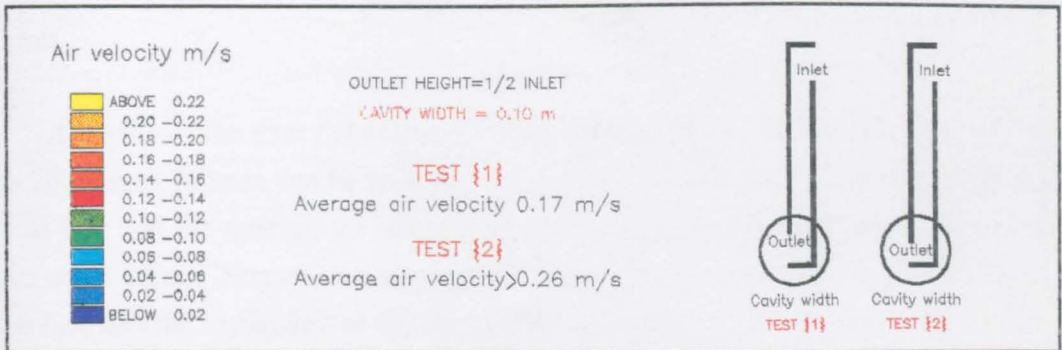 Air velocity m/s
ABOVE 0.22
0.20 -0.22
0.18 -0.20
0.16 -0.18
0.14 -0.16
0.12 -0.14
0.10 -0.12
0.08 -0.10
0.06 -0.08
0.04 -0.06
0.02 -0.04
BELOW 0.02
OUTLET HEIGHT=1/2 INLET
CAVITY WIDTH = 0.10 m
TEST {1}
Average air velocity 0.17 m/s
TEST {2}
Average air velocity>0.26 m/s
Inlet
Outlet
Cavity width
TEST {1}
Inlet
Outlet
Cavity width
TEST {2}